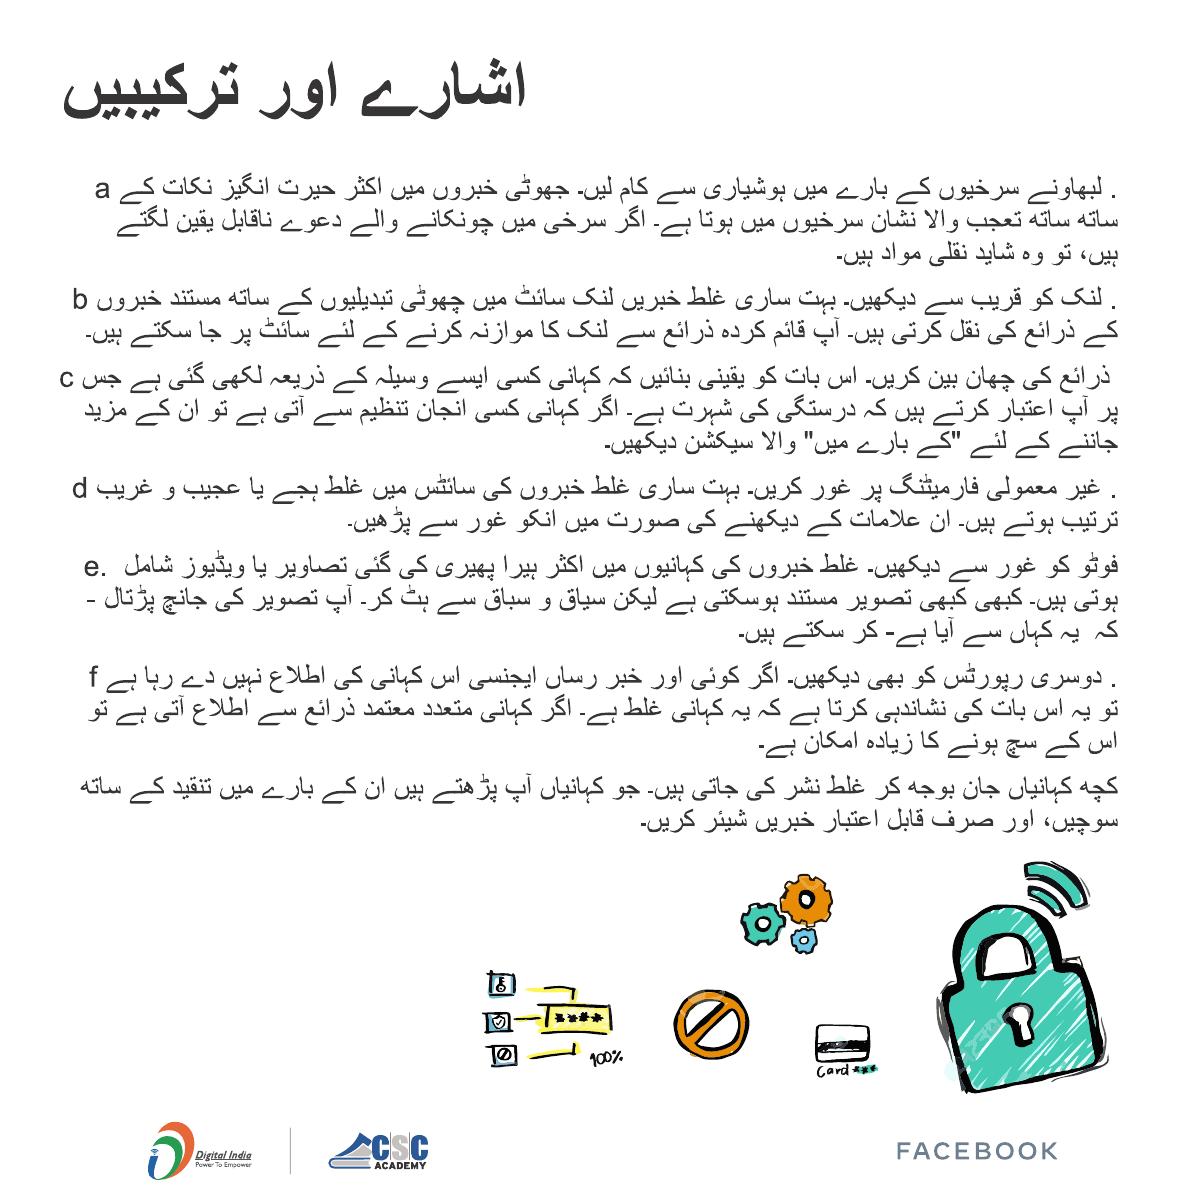 اشارے اور ترکیبیں
a لبھاونے سرخیوں کے بارے میں ہوشیاری سے کام لیں۔ جھوٹی خبروں میں اکثر حیرت انگیز نکات کے .
ساتھ ساتھ تعجب والا نشان سرخیوں میں ہوتا ہے۔ اگر سرخی میں چونکانے والے دعوے ناقابل یقین لگتے
ہیں، تو وہ شاید نقلی مواد ہیں۔
b لنک کو قریب سے دیکھیں۔ بہت ساری غلط خبریں لنک سائٹ میں چھوٹی تبدیلیوں کے ساتھ مستند خبروں .
کے ذرائع کی نقل کرتی ہیں۔ آپ قائم کردہ ذرائع سے لنک کا موازنہ کرنے کے لئے سائٹ پر جا سکتے ہیں۔
c ذرائع کی چھان بین کریں۔ اس بات کو یقینی بنائیں کہ کہانی کسی ایسے وسیلہ کے ذریعہ لکھی گئی ہے جس
پر آپ اعتبار کرتے ہیں کہ درستگی کی شہرت ہے۔ اگر کہانی کسی انجان تنظیم سے آتی ہے تو ان کے مزید
جاننے کے لئے "کے بارے میں" والا سیکشن دیکھیں۔
d غیر معمولی فارمیٹنگ پر غور کریں۔ بہت ساری غلط خبروں کی سائٹس میں غلط ہجے یا عجیب و غریب .
ترتیب ہوتے ہیں۔ ان علامات کے دیکھنے کی صورت میں انکو غور سے پڑھیں۔
e. فوٹو کو غور سے دیکھیں۔ غلط خبروں کی کہانیوں میں اکثر ہیرا پھیری کی گئی تصاویر یا ویڈیوز شامل
ہوتی ہیں۔ کبھی کبھی تصویر مستند ہوسکتی ہے لیکن سیاق و سباق سے ہٹ کر۔ آپ تصویر کی جانچ پڑتال -
کہ یہ کہاں سے آیا ہے- کر سکتے ہیں۔
f دوسری رپورٹس کو بھی دیکھیں۔ اگر کوئی اور خبر رساں ایجنسی اس کہانی کی اطلاع نہیں دے رہا ہے .
تو یہ اس بات کی نشاندہی کرتا ہے کہ یہ کہانی غلط ہے۔ اگر کہانی متعدد معتمد ذرائع سے اطلاع آتی ہے تو
اس کے سچ ہونے کا زیادہ امکان ہے۔
کچھ کہانیاں جان بوجھ کر غلط نشر کی جاتی ہیں۔ جو کہانیاں آپ پڑھتے ہیں ان کے بارے میں تنقید کے ساتھ
سوچیں، اور صرف قابل اعتبار خبریں شیئر کریں۔
****
100%
Card ***
Digital India
Power To Empower
CSC
ACADEMY
FACEBOOK